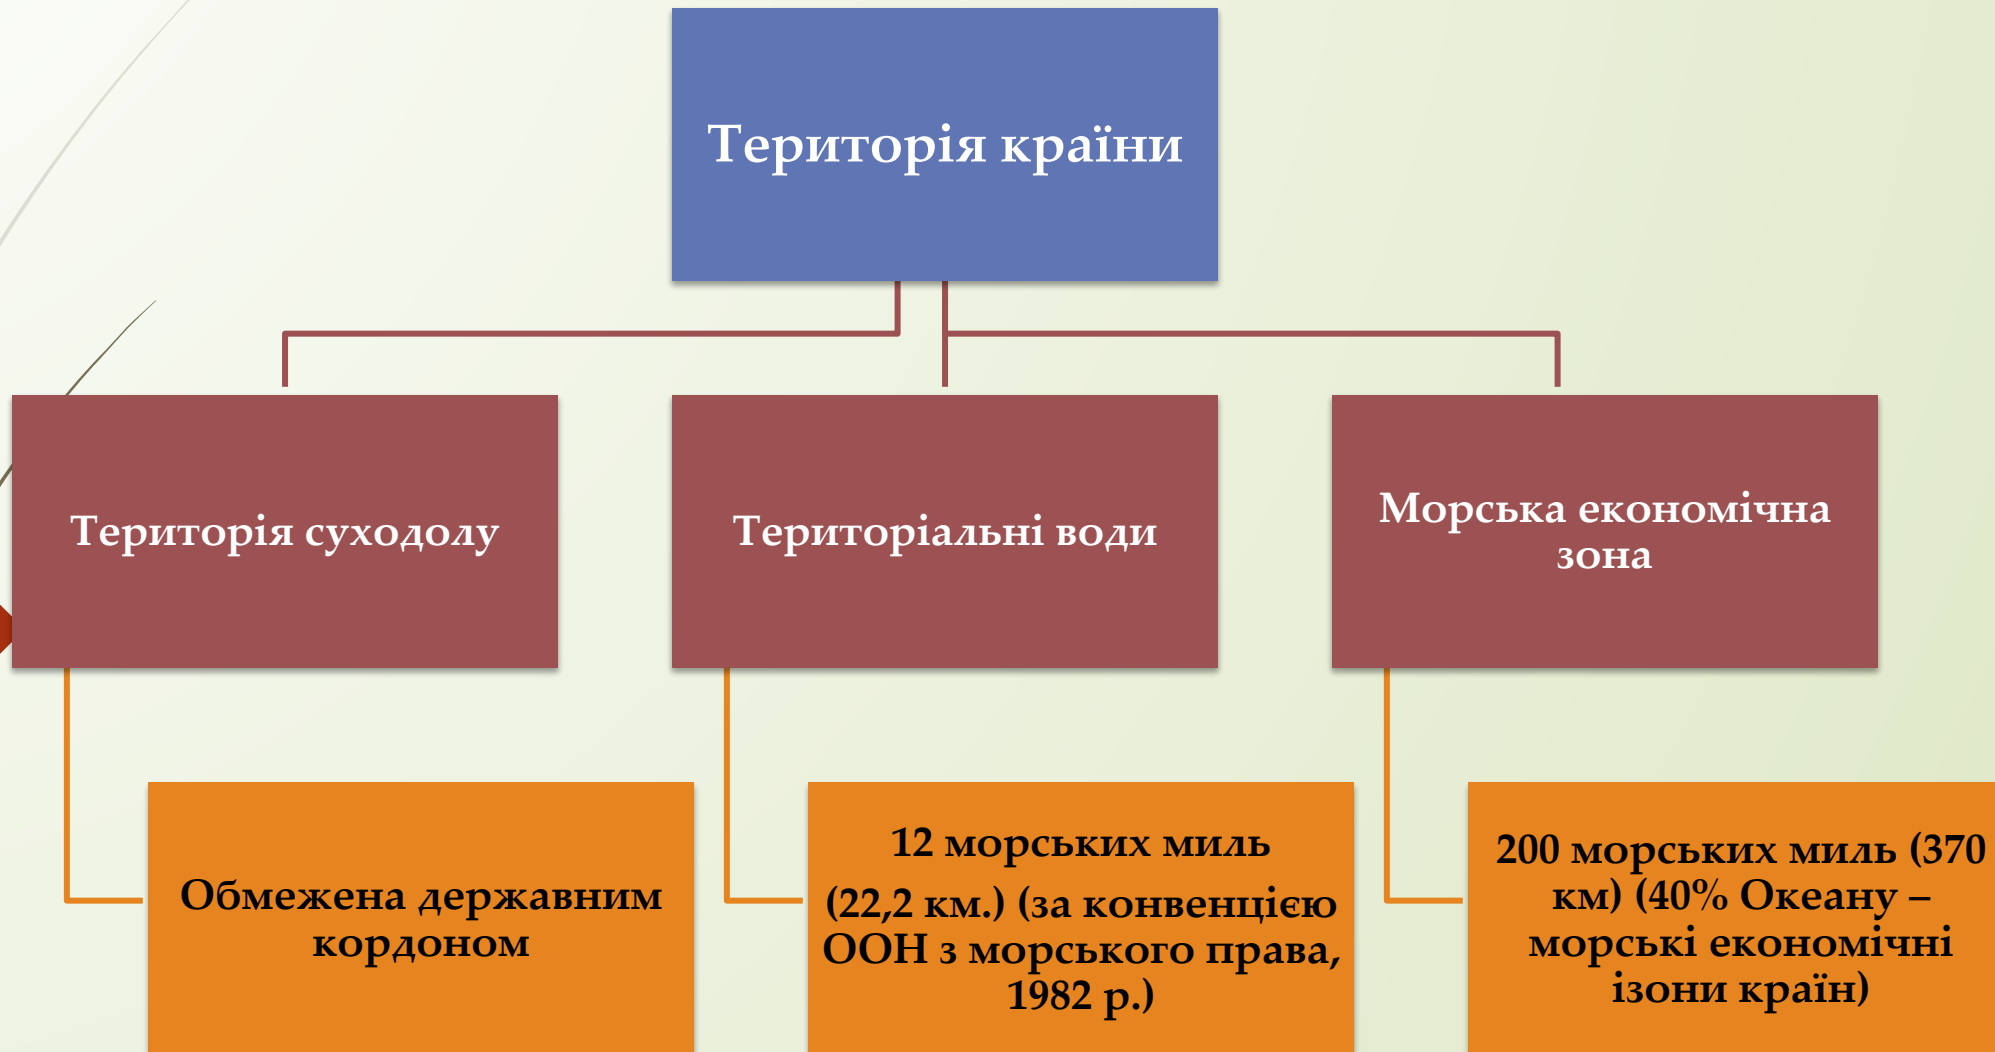 Територія країни
Територія суходолу
Територіальні води
Морська економічна
зона
Обмежена державним
кордоном
12 морських миль
(22,2 км.) (за конвенцією
ООН з морського права,
1982 р.)
200 морських миль (370
км) (40% Океану –
морські економічні
ізони країн)